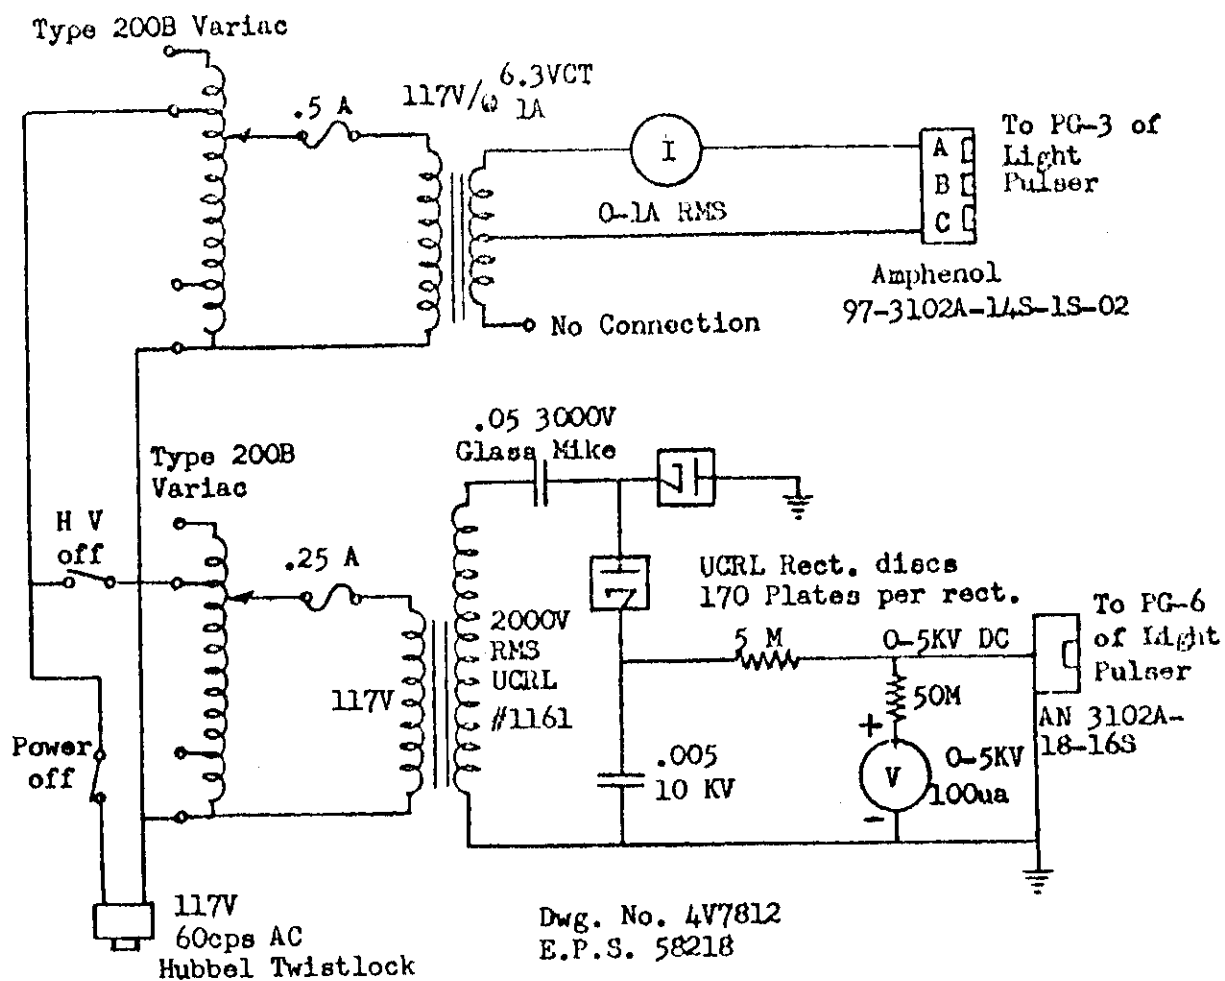 Type 200B Variac
.5 A
117V/ω 6.3VCT
1A
I
0-1A RMS
A
B
C
To PG-3 of
Light
Pulser
Amphenol
97-3102A-14S-1S-02
No Connection
Type 200B
Variac
.05 3000V
Glass Mike
H V
off
.25 A
117V
2000V
RMS
UCRL
#1161
UCRL Rect. discs
170 Plates per rect.
5 M
0-5KV DC
50M
+
V
-
0-5KV
100ua
To PG-6
of Light
Pulser
AN 3102A-
18-16S
.005
10 KV
Power
off
117V
60cps AC
Hubbel Twistlock
Dwg. No. 4V7812
E.P.S. 58218